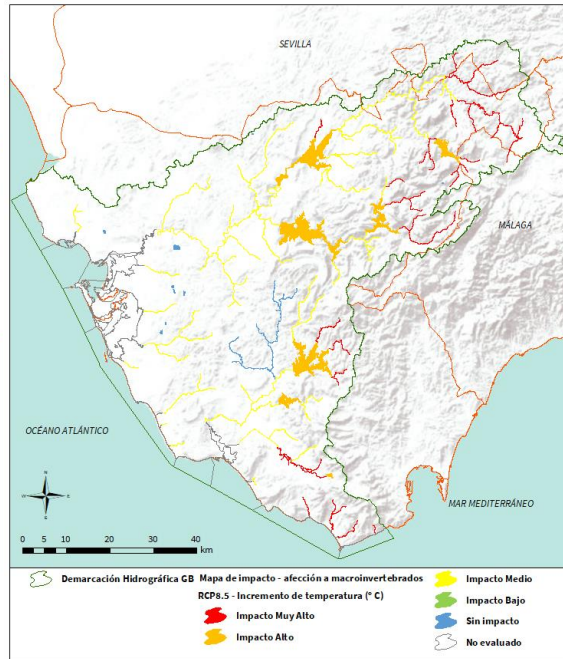 SEVILLA
MÁLAGA
OCÉANO ATLÁNTICO
MAR MEDITERRÁNEO
N
W E
S
0 5 10 20 30 40
km
Demarcación Hidrográfica GB
Mapa de impacto - afección a macroinvertebrados
RCP8.5 - Incremento de temperatura (º C)
Impacto Muy Alto
Impacto Alto
Impacto Medio
Impacto Bajo
Sin impacto
No evaluado